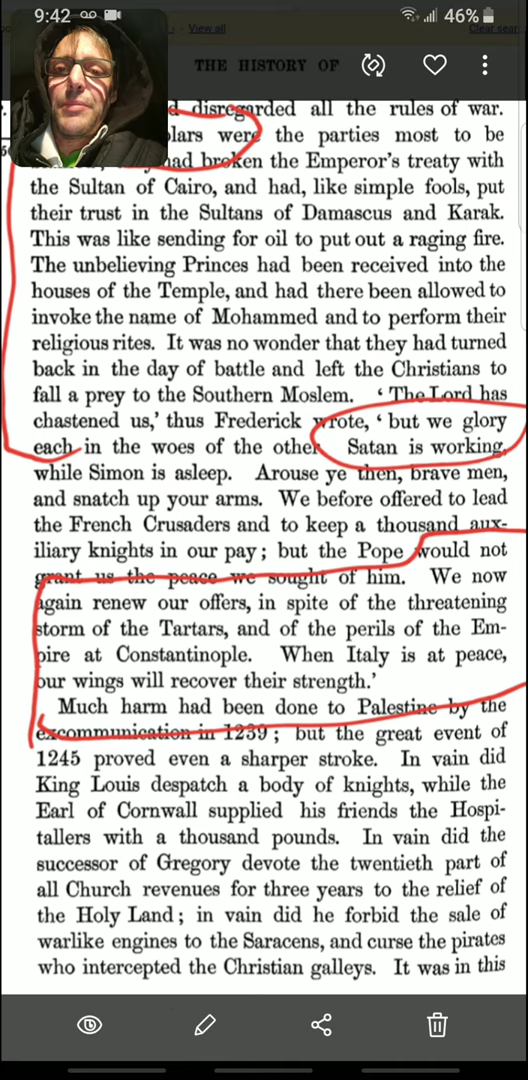 9:42
46%
View all
Clear sear
THE HISTORY OF
disregarded all the rules of war.
were the parties most to be
had broken the Emperor's treaty with
the Sultan of Cairo, and had, like simple fools, put
their trust in the Sultans of Damascus and Karak.
This was like sending for oil to put out a raging fire.
The unbelieving Princes had been received into the
houses of the Temple, and had there been allowed to
invoke the name of Mohammed and to perform their
religious rites. It was no wonder that they had turned
back in the day of battle and left the Christians to
fall a prey to the Southern Moslem. ‘The Lord has
chastened us,’ thus Frederick wrote, ‘but we glory
each in the woes of the other. Satan is working,
while Simon is asleep. Arouse ye then, brave men,
and snatch up your arms. We before offered to lead
the French Crusaders and to keep a thousand aux-
iliary knights in our pay; but the Pope would not
grant us the peace we sought of him. We now
again renew our offers, in spite of the threatening
storm of the Tartars, and of the perils of the Em-
pire at Constantinople. When Italy is at peace,
our wings will recover their strength.’
Much harm had been done to Palestine by the
excommunication in 1239; but the great event of
1245 proved even a sharper stroke. In vain did
King Louis despatch a body of knights, while the
Earl of Cornwall supplied his friends the Hospi-
tallers with a thousand pounds. In vain did the
successor of Gregory devote the twentieth part of
all Church revenues for three years to the relief of
the Holy Land; in vain did he forbid the sale of
warlike engines to the Saracens, and curse the pirates
who intercepted the Christian galleys. It was in this